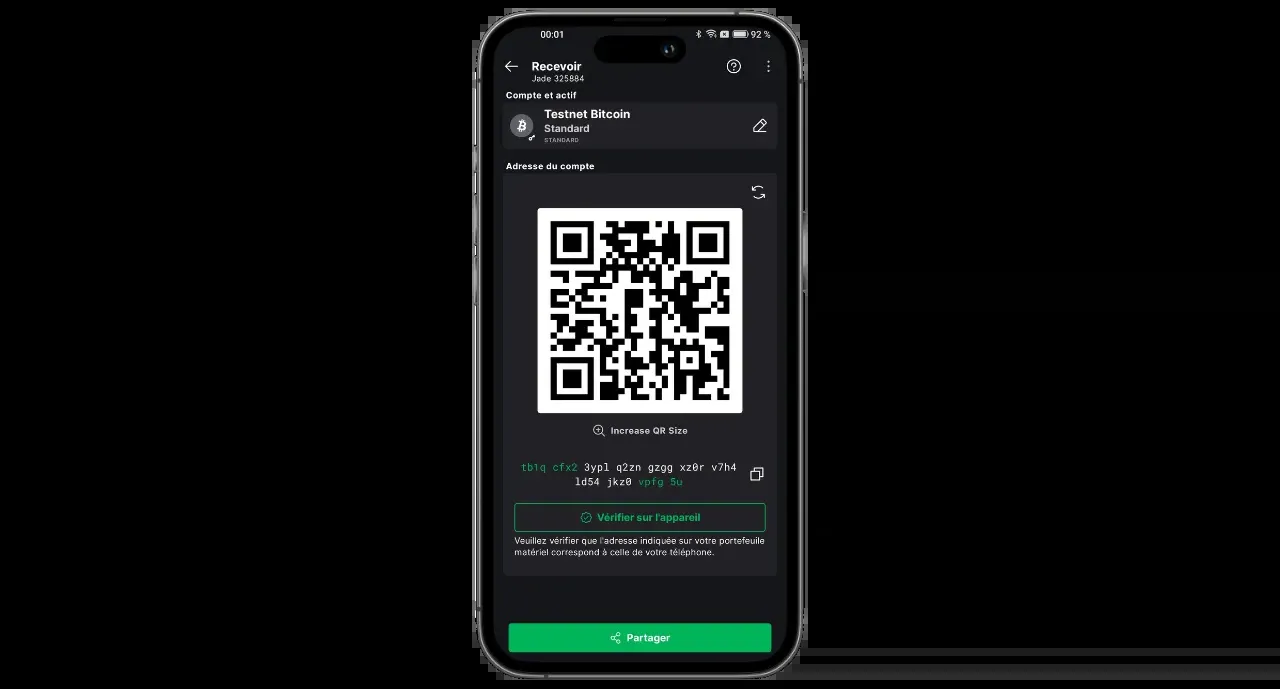 00:01
92 %
Recevoir
Jade 325884
Compte et actif
Testnet Bitcoin
Standard
STANDARD
Adresse du compte
Increase QR Size
tb1q cfx2 3ypl q2zn gzgg xz0r v7h4
ld54 jkz0 vpfg 5u
Vérifier sur l'appareil
Veuillez vérifier que l'adresse indiquée sur votre portefeuille
matériel correspond à celle de votre téléphone.
Partager